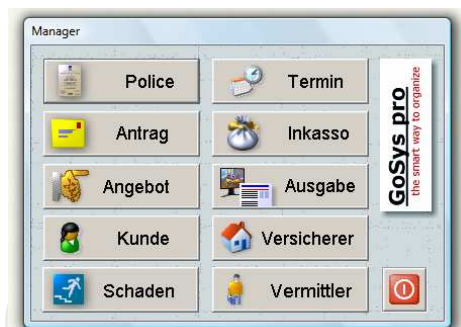 Manager
Police
Termin
Antrag
Inkasso
Angebot
Ausgabe
Kunde
Versicherer
Schaden
Vermittler
GoSys pro
the smart way to organize